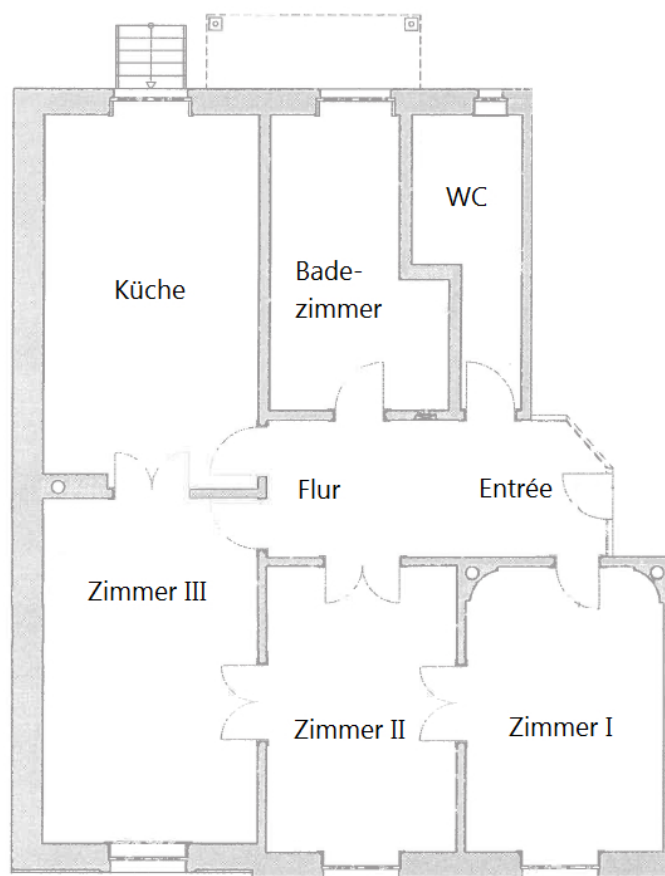 WC
Küche
Bade-
zimmer
Flur
Entrée
Zimmer III
Zimmer II
Zimmer I